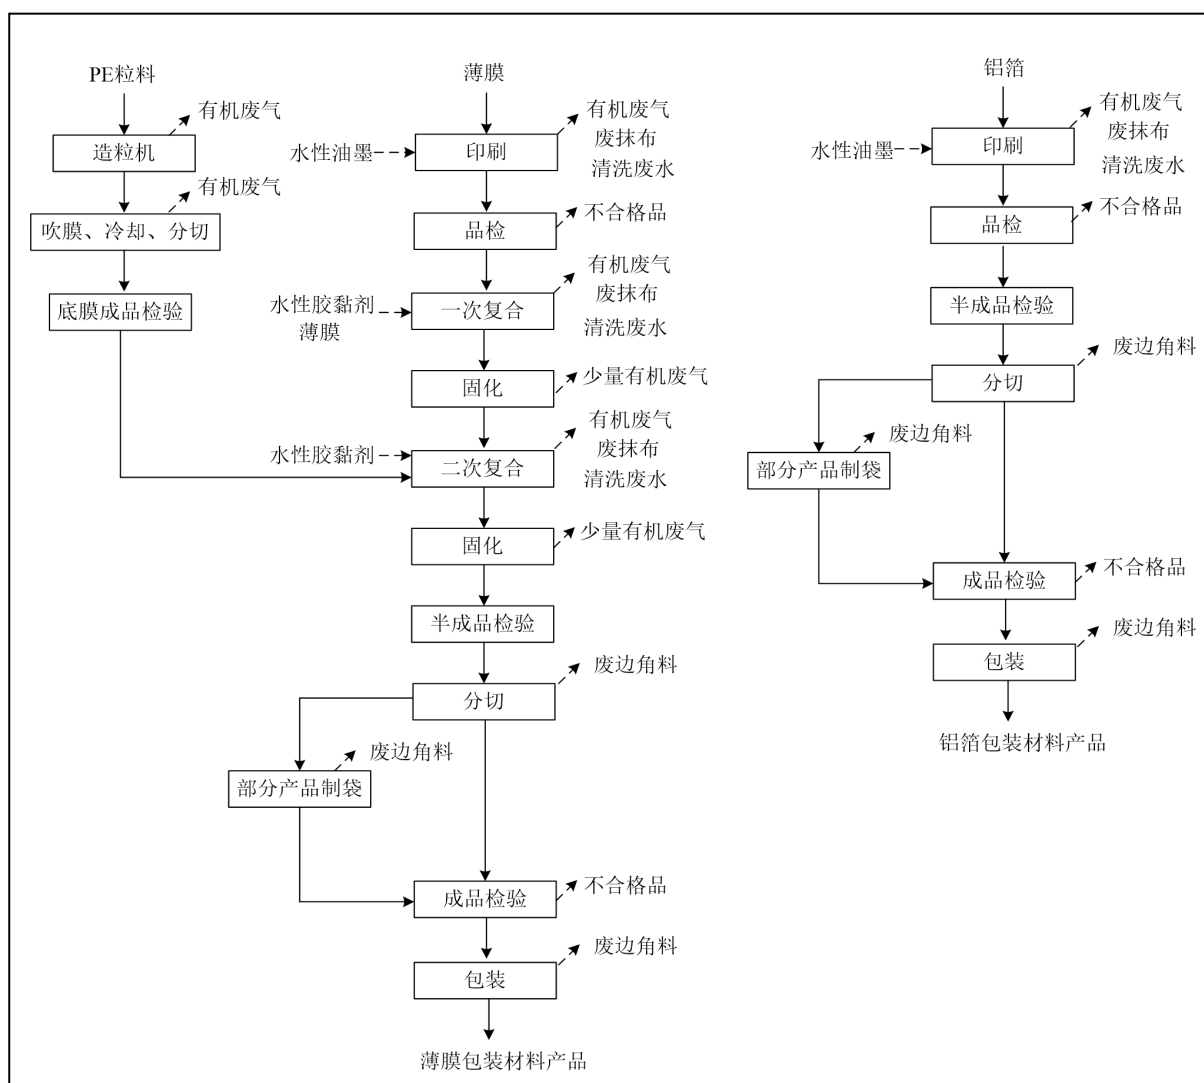 PE粒料
有机废气
造粒机
有机废气
吹膜、冷却、分切
底膜成品检验
薄膜
有机废气
废抹布
清洗废水
水性油墨
印刷
品检
不合格品
有机废气
废抹布
清洗废水
水性胶黏剂
薄膜
一次复合
固化
少量有机废气
有机废气
废抹布
清洗废水
水性胶黏剂
二次复合
固化
少量有机废气
半成品检验
废边角料
分切
废边角料
部分产品制袋
成品检验
不合格品
废边角料
包装
薄膜包装材料产品
铝箔
有机废气
废抹布
清洗废水
水性油墨
印刷
不合格品
品检
半成品检验
废边角料
分切
废边角料
部分产品制袋
不合格品
成品检验
废边角料
包装
铝箔包装材料产品